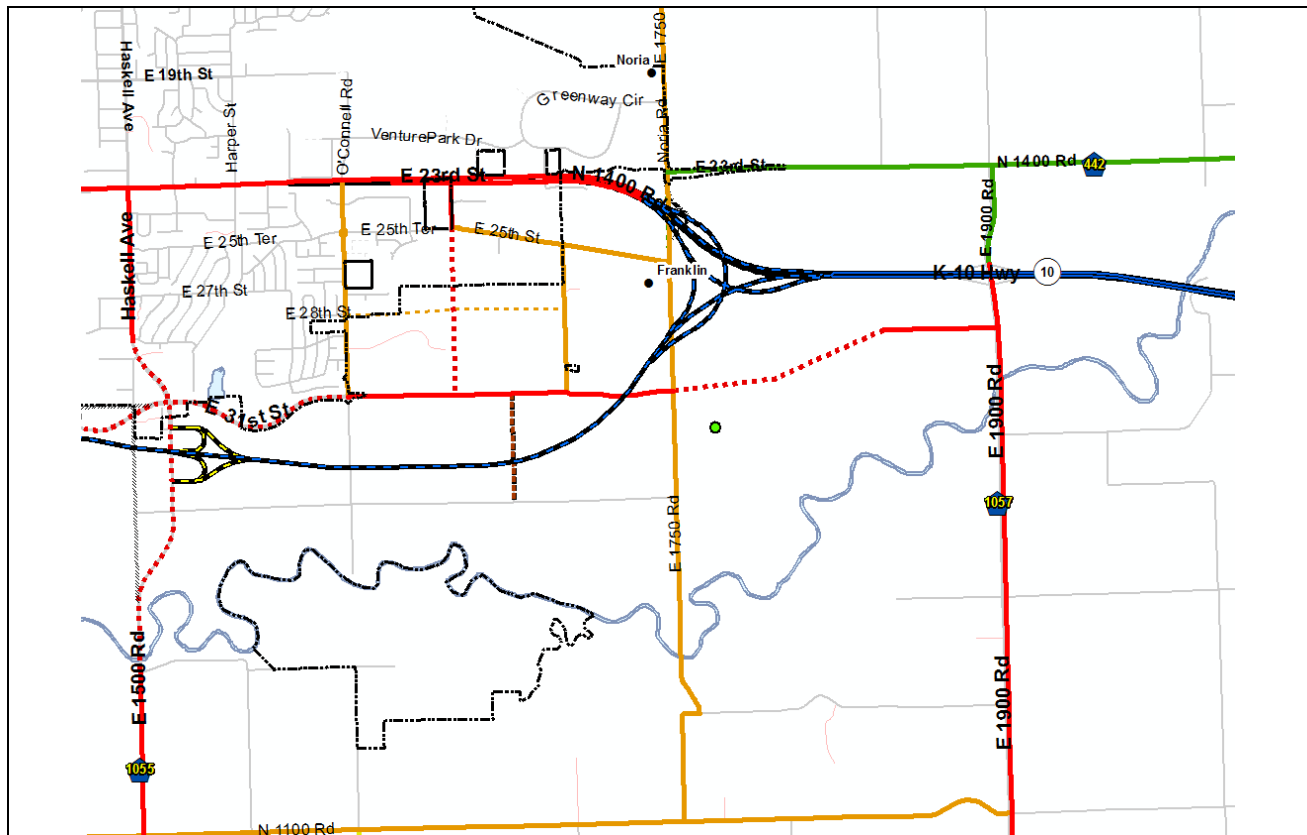 E 1750
Haskell Ave
Noria
E 19th St
O'Connell Rd
Greenway Cir
Harper St
VenturePark Dr
Noria Rd
E 23rd St
N 1400 Rd
442
E 23rd St
N 1400 Rd
E 1900 Rd
E 25th Ter
E 25th Ter
E 25th St
Haskell Ave
Franklin
K-10 Hwy
10
E 27th St
E 28th St
E 31st St
E 1900 Rd
1057
E 1750 Rd
E 1500 Rd
E 1900 Rd
1055
N 1100 Rd